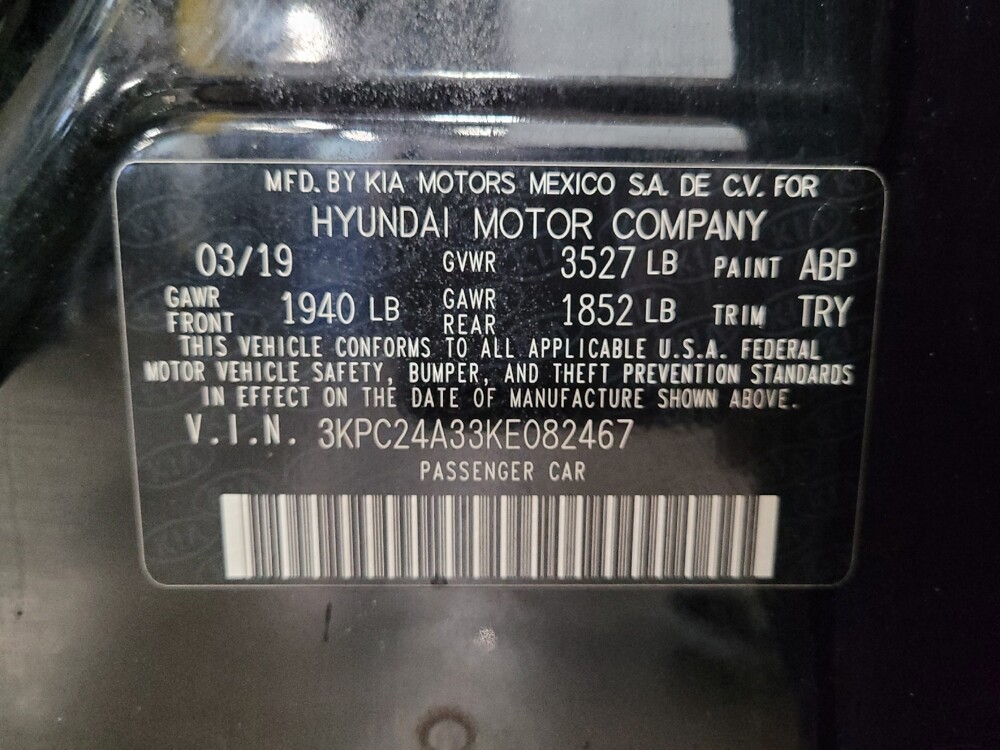 MFD. BY KIA MOTORS MEXICO S.A. DE C.V. FOR
HYUNDAI MOTOR COMPANY
03/19 GVWR 3527 LB PAINT ABP
GAWR FRONT 1940 LB GAWR REAR 1852 LB TRIM TRY
THIS VEHICLE CONFORMS TO ALL APPLICABLE U.S.A. FEDERAL
MOTOR VEHICLE SAFETY, BUMPER, AND THEFT PREVENTION STANDARDS
IN EFFECT ON THE DATE OF MANUFACTURE SHOWN ABOVE.
V.I.N. 3KPC24A33KE082467
PASSENGER CAR
KIA